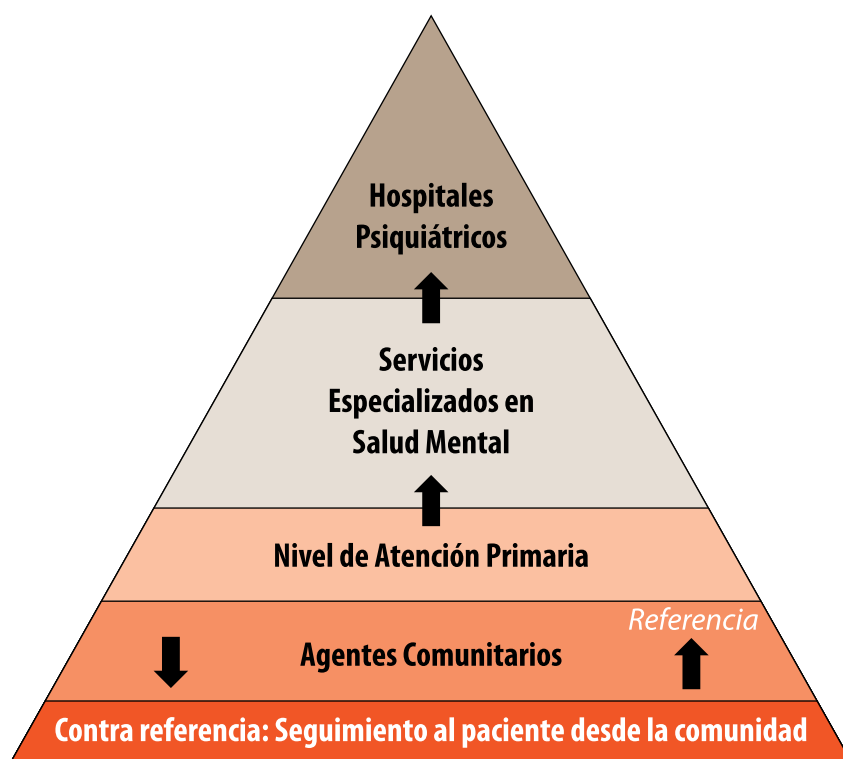 Hospitales
Psiquiátricos
Servicios
Especializados en
Salud Mental
Nivel de Atención Primaria
Referencia
Agentes Comunitarios
Contra referencia: Seguimiento al paciente desde la comunidad